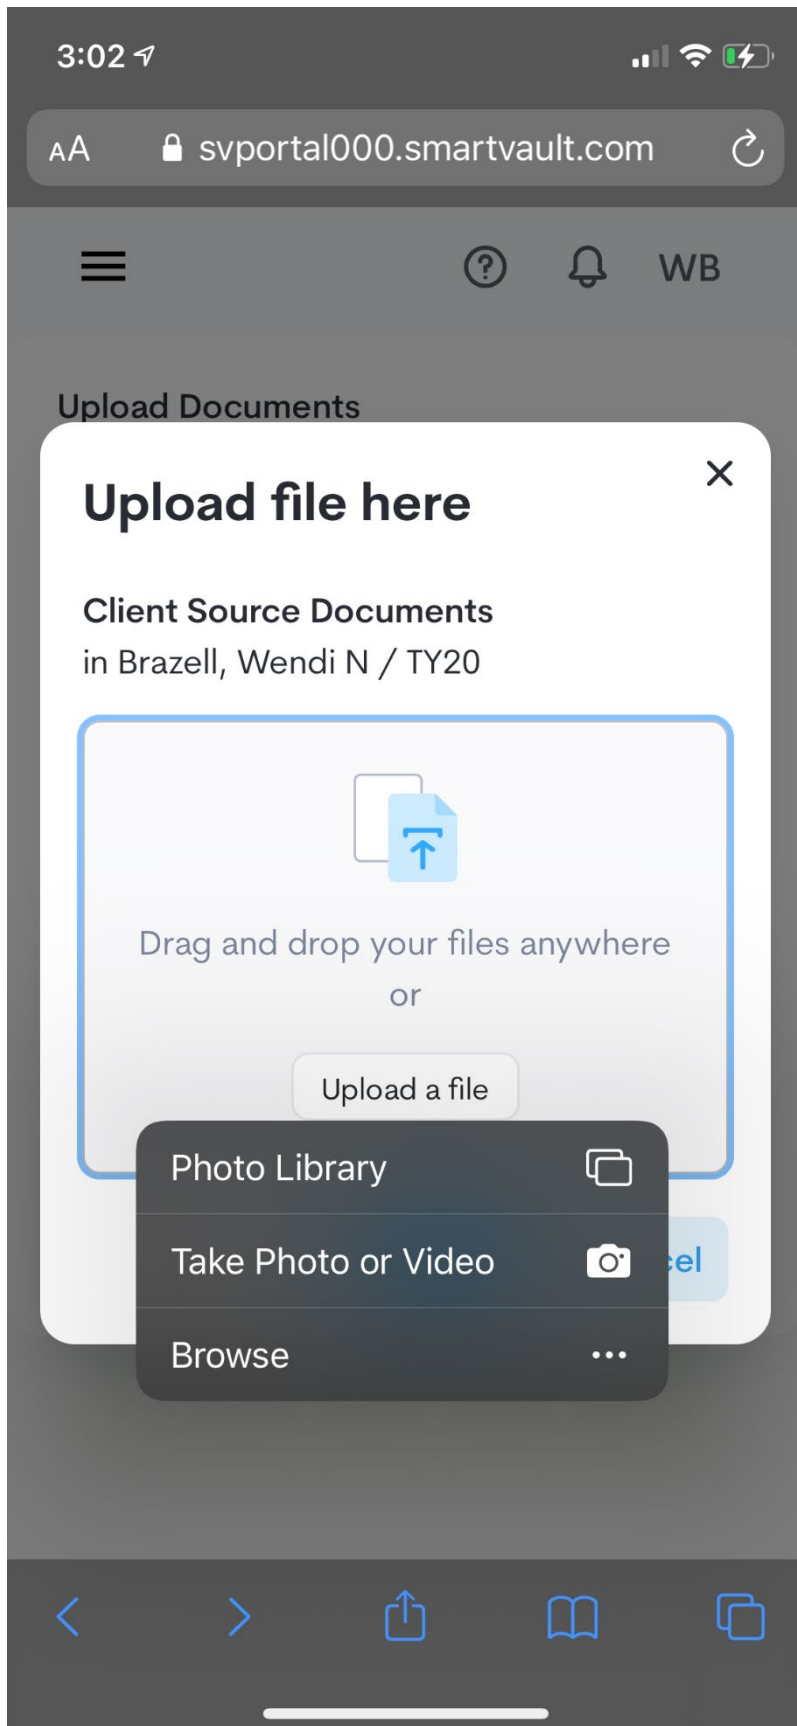 3:02
AA svportal000.smartvault.com
WB
Upload Documents
Upload file here
Client Source Documents
in Brazell, Wendi N / TY20
Drag and drop your files anywhere
or
Upload a file
Photo Library
Take Photo or Video
cel
Browse